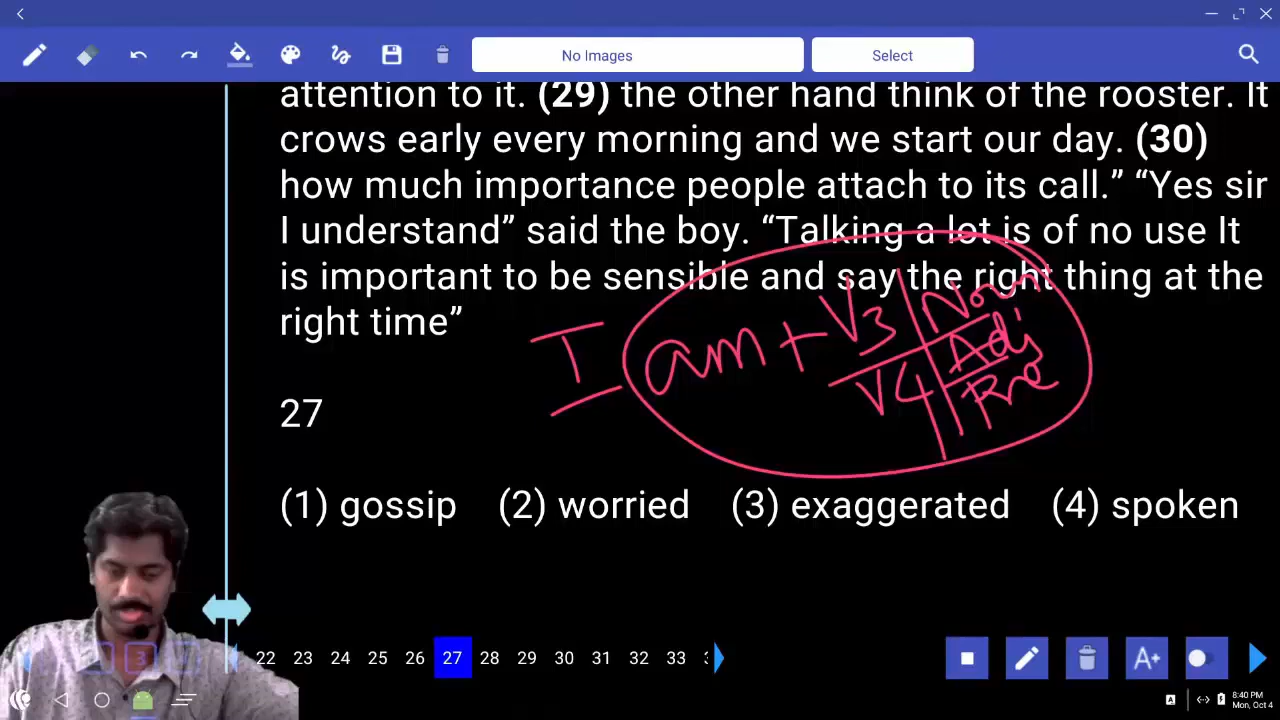 No Images
Select
attention to it. (29) the other hand think of the rooster. It
crows early every morning and we start our day. (30)
how much importance people attach to its call.” “Yes sir
I understand” said the boy. “Talking a lot is of no use It
is important to be sensible and say the right thing at the
right time”
I am + V3 Noun
V4 Adj
Pre
27
(1) gossip (2) worried (3) exaggerated (4) spoken
3
22 23 24 25 26 27 28 29 30 31 32 33
A+
A
8:40 PM
Mon, Oct 4